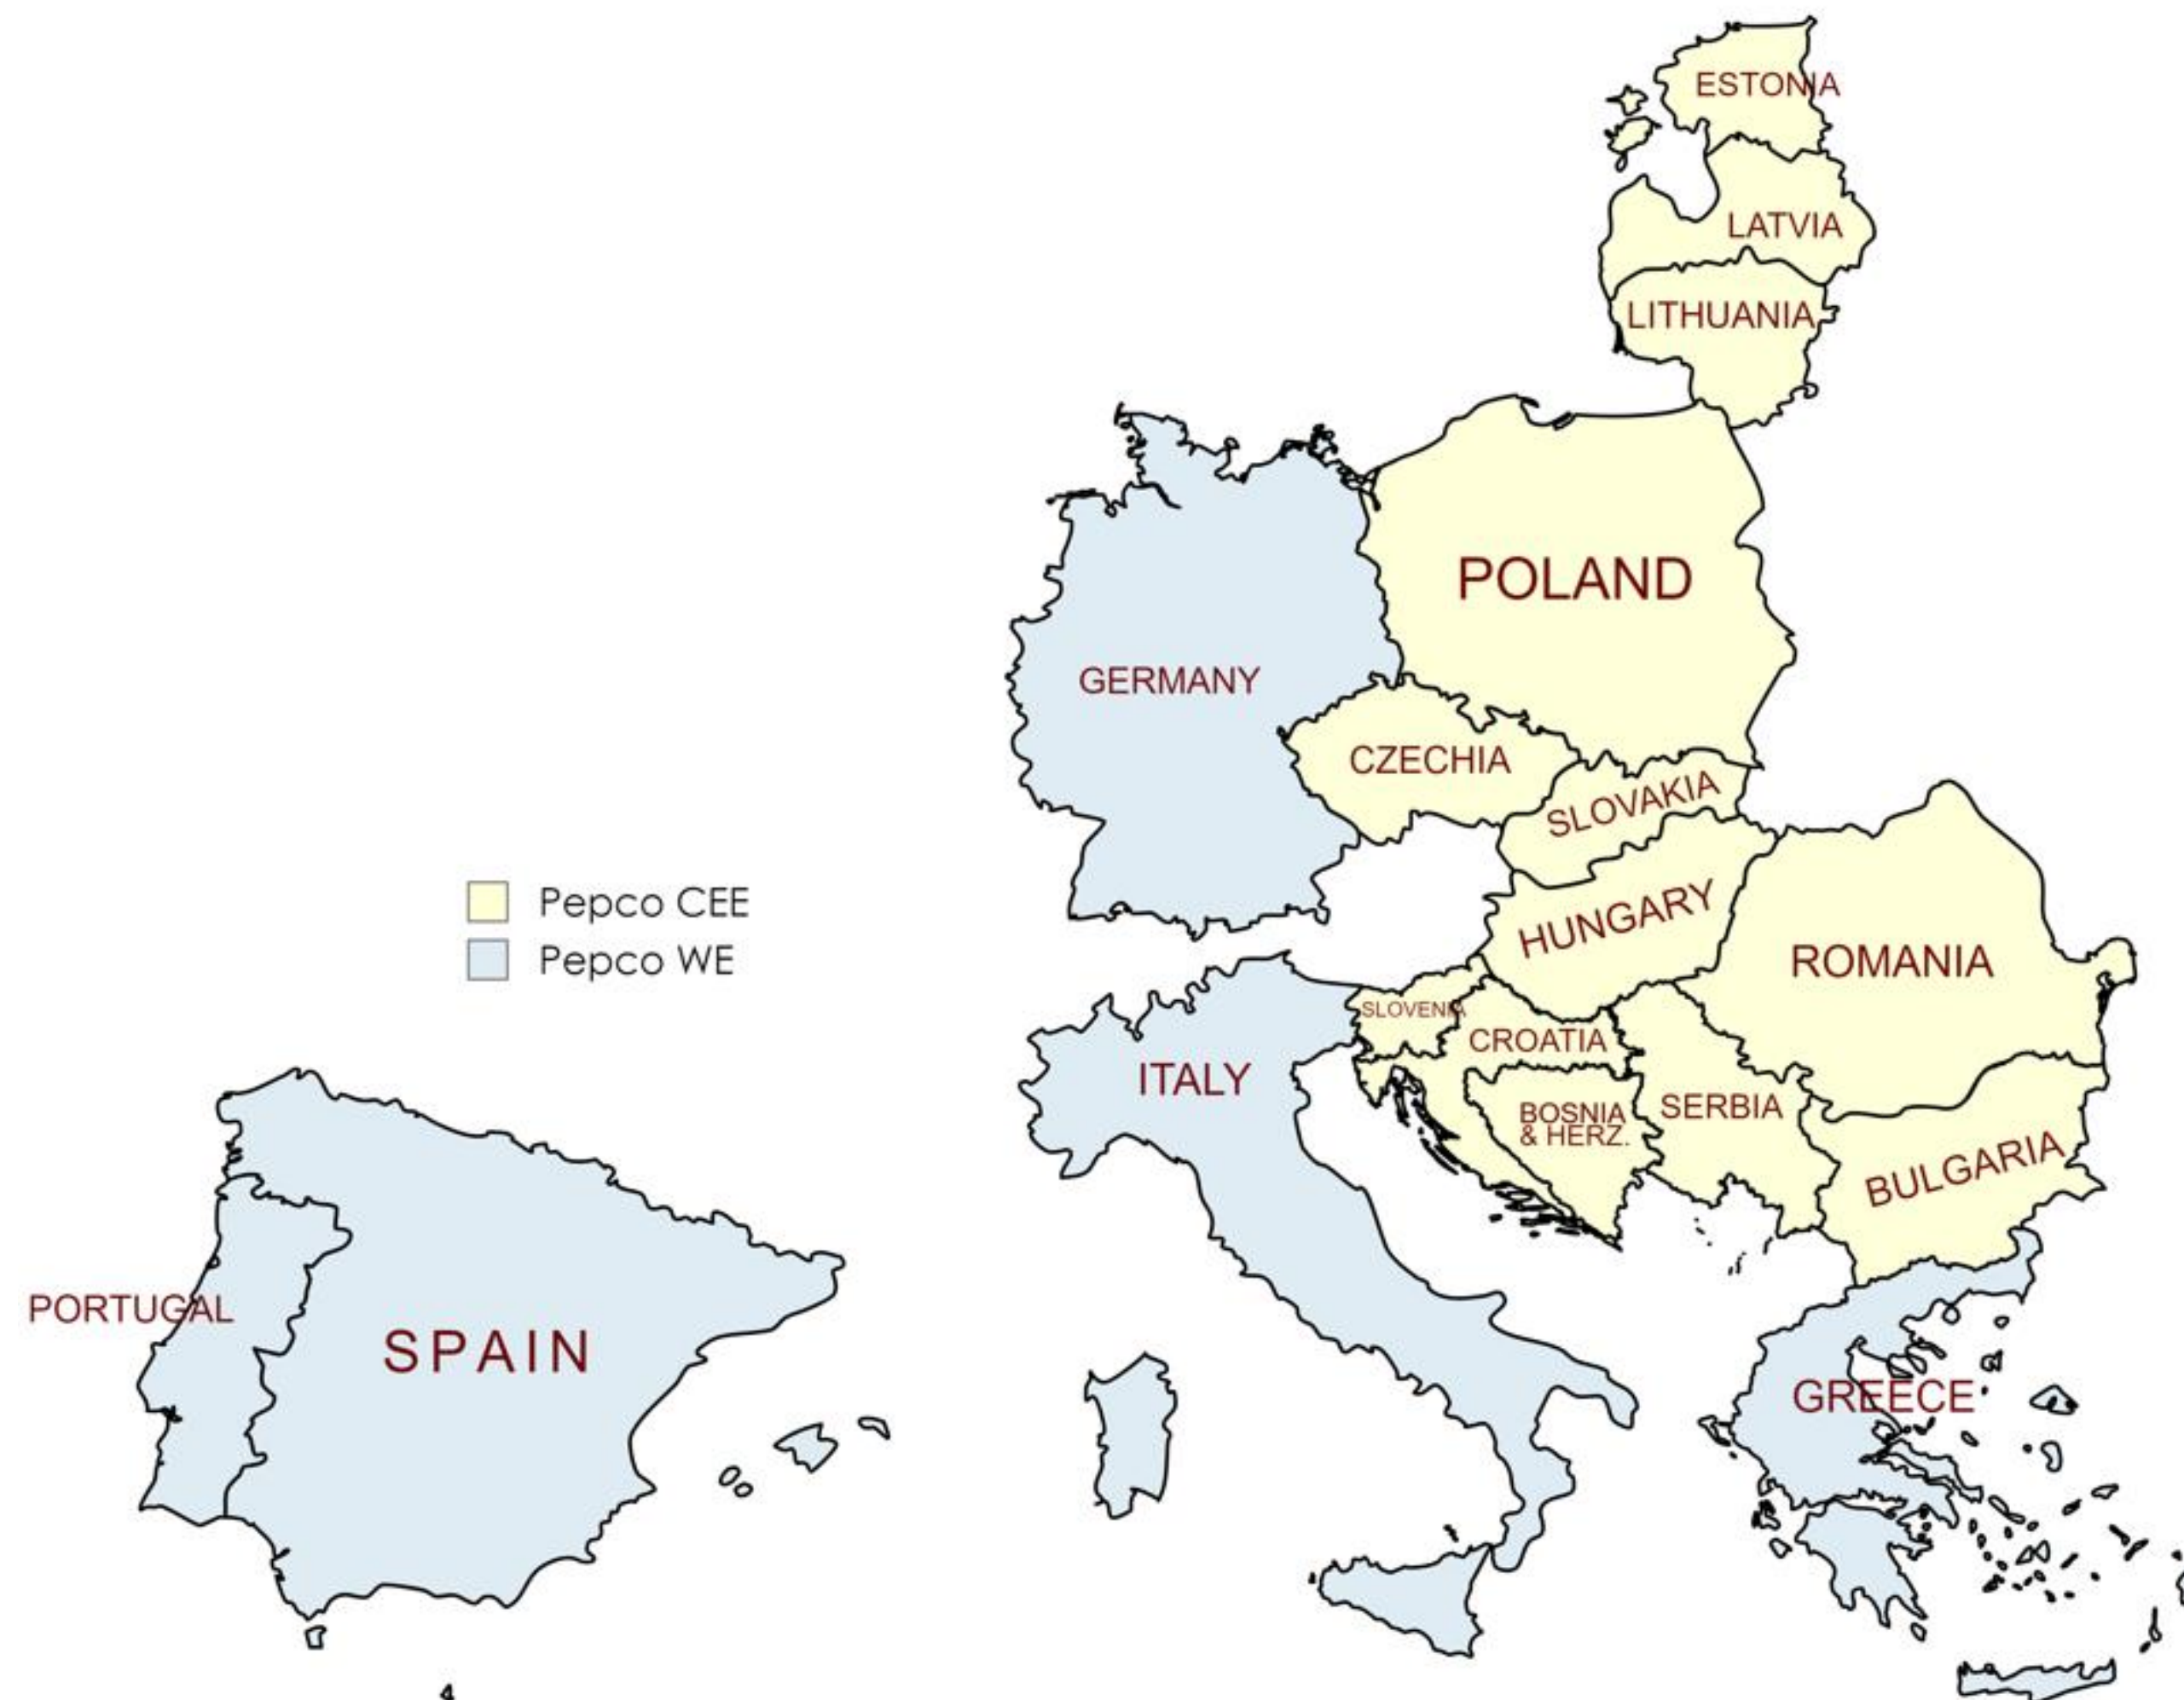 ESTONIA
LATVIA
LITHUANIA
POLAND
GERMANY
CZECHIA
SLOVAKIA
Pepco CEE
HUNGARY
Pepco WE
ROMANIA
SLOVENIA
CROATIA
ITALY
BOSNIA
& HERZ.
SERBIA
BULGARIA
PORTUGAL
SPAIN
GREECE